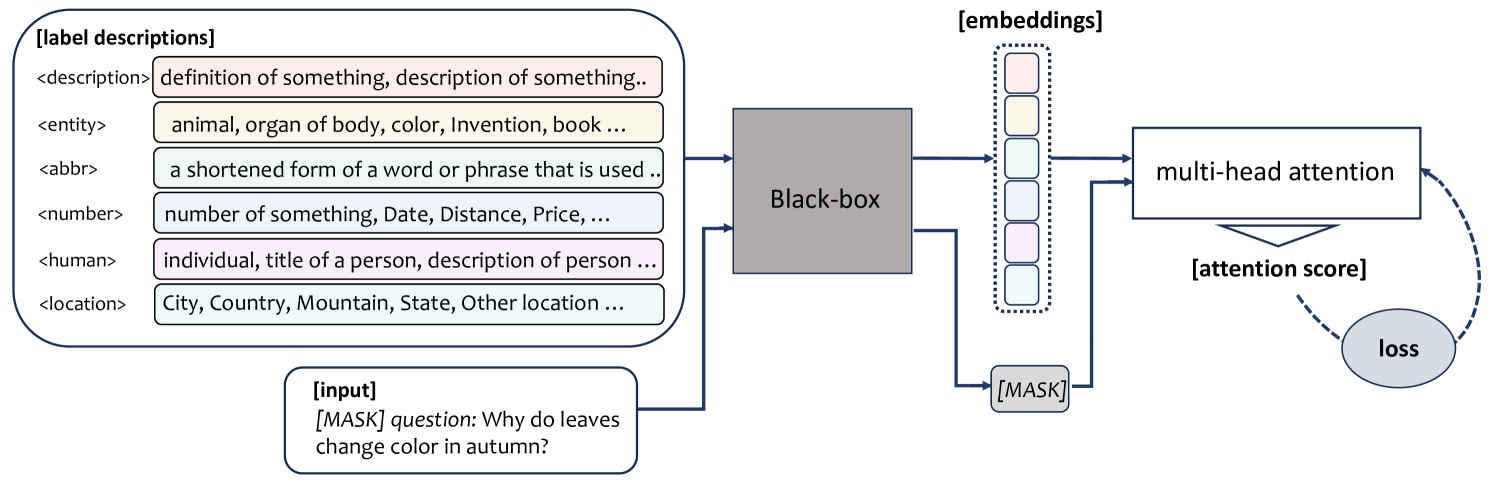 [label descriptions]
<description> definition of something, description of something..
<entity> animal, organ of body, color, Invention, book ...
<abbr> a shortened form of a word or phrase that is used ..
<number> number of something, Date, Distance, Price, ...
<human> individual, title of a person, description of person ...
<location> City, Country, Mountain, State, Other location ...
[input]
[MASK] question: Why do leaves
change color in autumn?
Black-box
[embeddings]
[MASK]
multi-head attention
[attention score]
loss